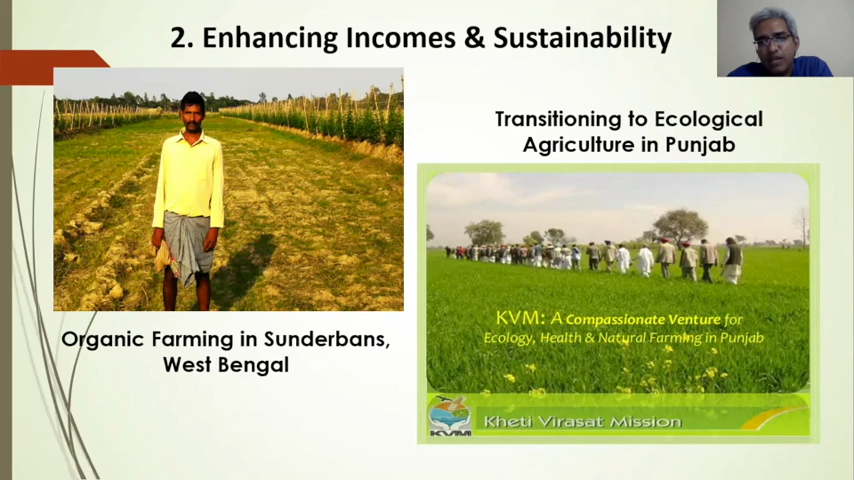 2. Enhancing Incomes & Sustainability
Transitioning to Ecological
Agriculture in Punjab
KVM: A Compassionate Venture for
Ecology, Health & Natural Farming in Punjab
KVM
Kheti Virasat Mission
Organic Farming in Sunderbans,
West Bengal